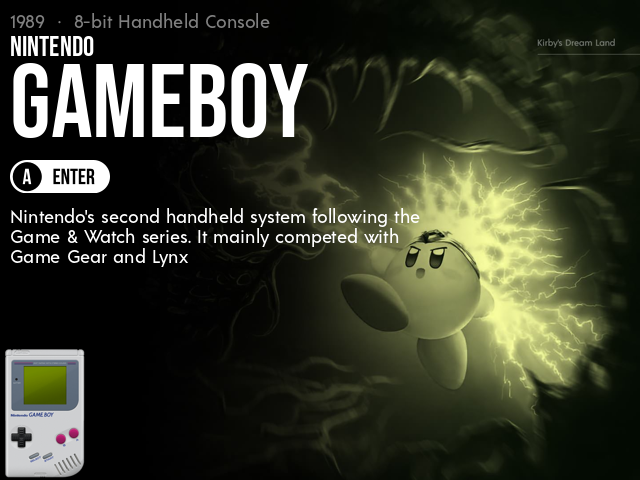 1989 · 8-bit Handheld Console
NINTENDO
GAMEBOY
Kirby's Dream Land
A ENTER
Nintendo's second handheld system following the
Game & Watch series. It mainly competed with
Game Gear and Lynx
Nintendo GAME BOY